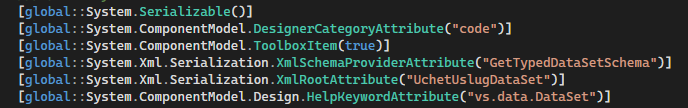 [global::System.Serializable()]
[global::System.ComponentModel.DesignerCategoryAttribute("code")]
[global::System.ComponentModel.ToolboxItem(true)]
[global::System.Xml.Serialization.XmlSchemaProviderAttribute("GetTypedDataSetSchema")]
[global::System.Xml.Serialization.XmlRootAttribute("UchetUslugDataSet")]
[global::System.ComponentModel.Design.HelpKeywordAttribute("vs.data.DataSet")]